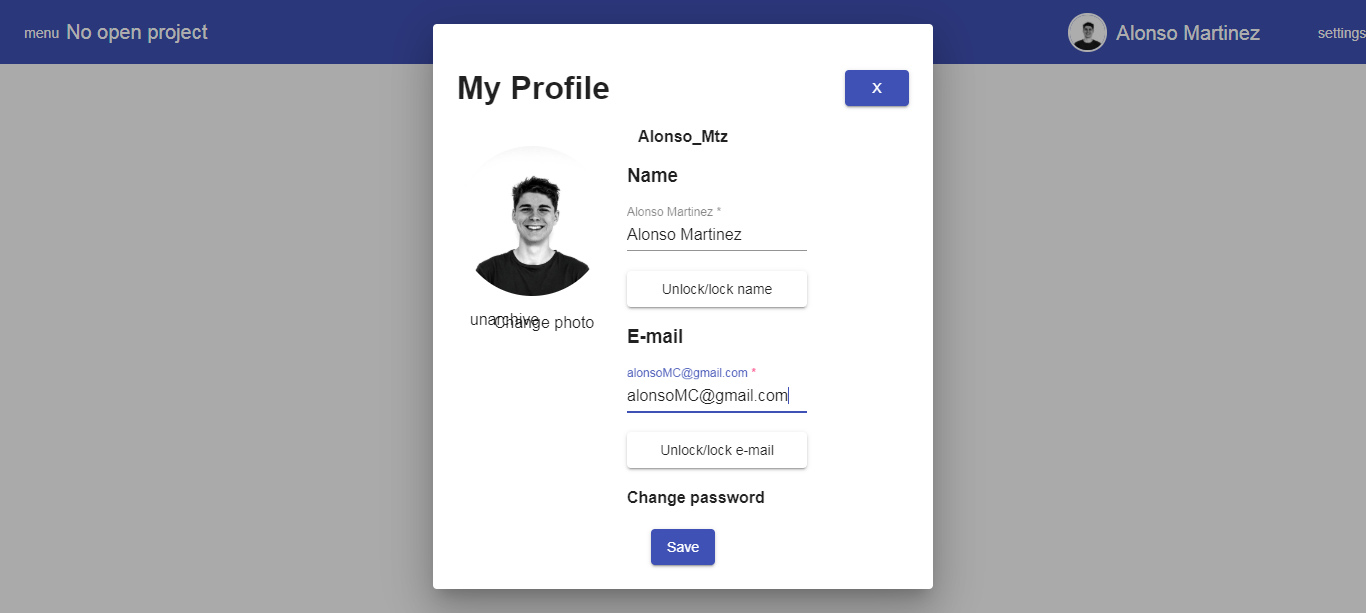 menu No open project
Alonso Martinez
settings
My Profile
X
Alonso_Mtz
Name
Alonso Martinez *
Alonso Martinez
Unlock/lock name
unarchive
Change photo
E-mail
alonsoMC@gmail.com *
alonsoMC@gmail.com
Unlock/lock e-mail
Change password
Save